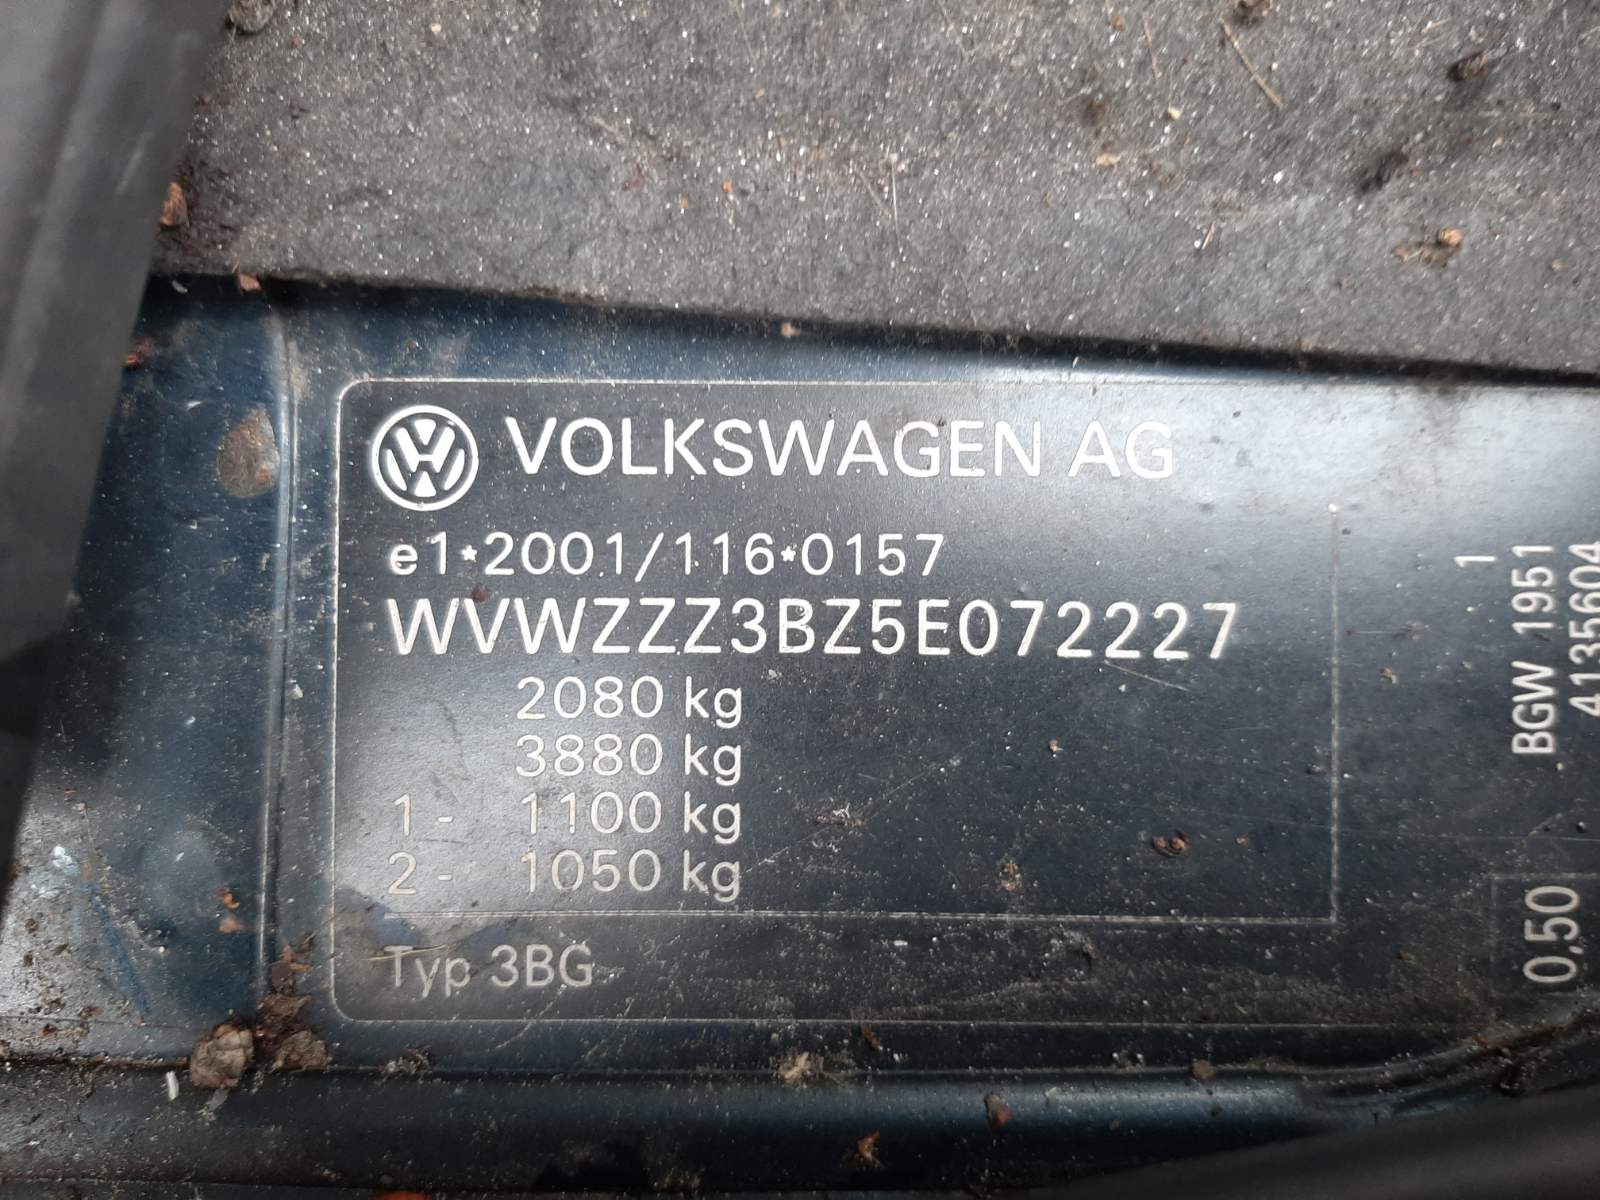 VOLKSWAGEN AG
e1*2001/116*0157
WVWZZZ3BZ5E072227
2080 kg
3880 kg
1 - 1100 kg
2 - 1050 kg
Typ 3BG
1
BGW 1951
4135604
0,50